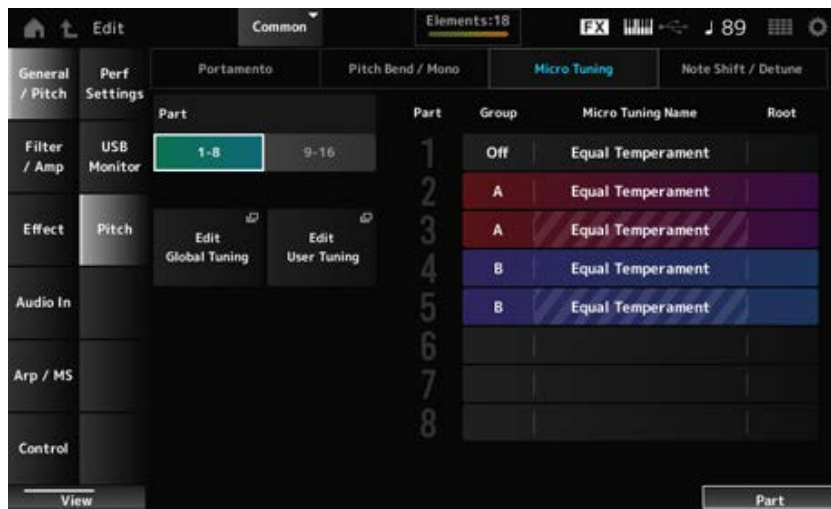 Edit
Common
Elements:18
FX
89
General / Pitch
Perf Settings
Portamento
Pitch Bend / Mono
Micro Tuning
Note Shift / Detune
Part
Part
Group
Micro Tuning Name
Root
Filter / Amp
USB Monitor
1-8
9-16
1
Off
Equal Temperament
2
A
Equal Temperament
Effect
Pitch
Edit Global Tuning
Edit User Tuning
3
A
Equal Temperament
4
B
Equal Temperament
Audio In
5
B
Equal Temperament
6
Arp / MS
7
8
Control
View
Part